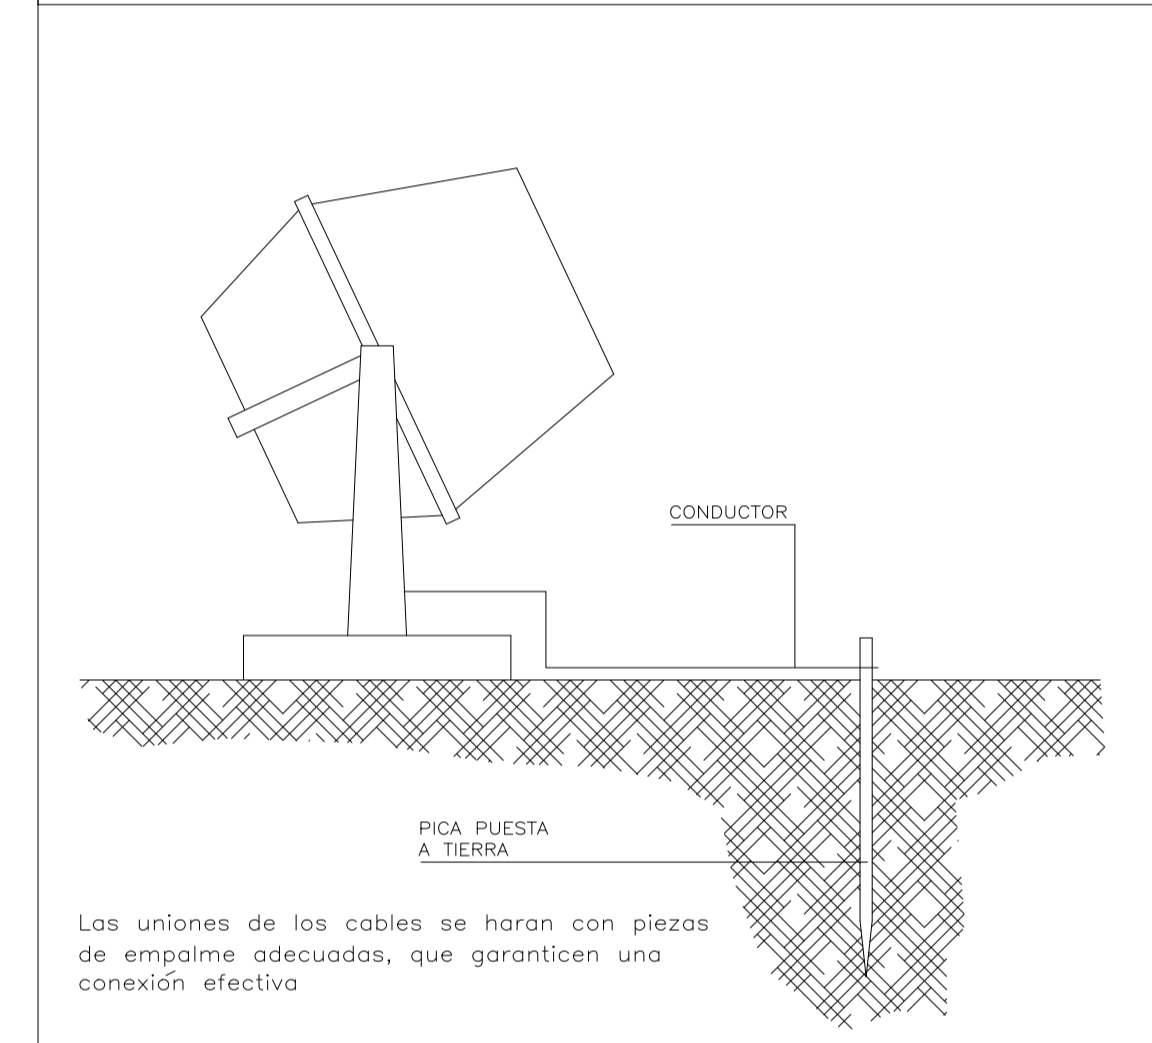 CONDUCTOR
PICA PUESTA
A TIERRA
Las uniones de los cables se haran con piezas
de empalme adecuadas, que garanticen una
conexión efectiva